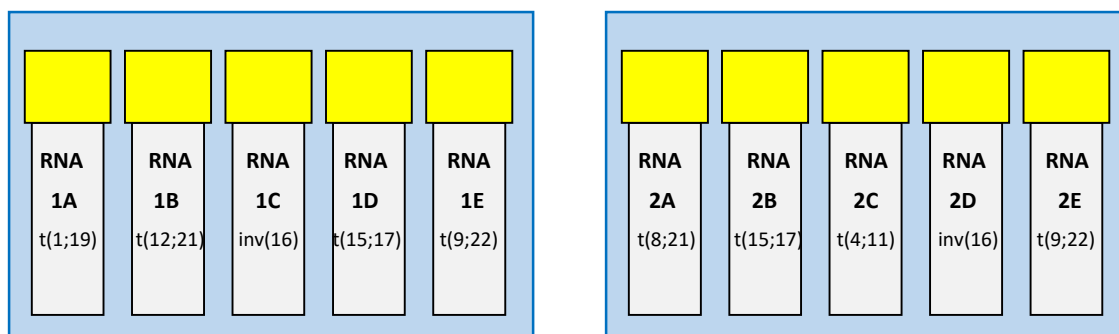 RNA RNA RNA RNA RNA
1A 1B 1C 1D 1E
t(1;19) t(12;21) inv(16) t(15;17) t(9;22)
RNA RNA RNA RNA RNA
2A 2B 2C 2D 2E
t(8;21) t(15;17) t(4;11) inv(16) t(9;22)